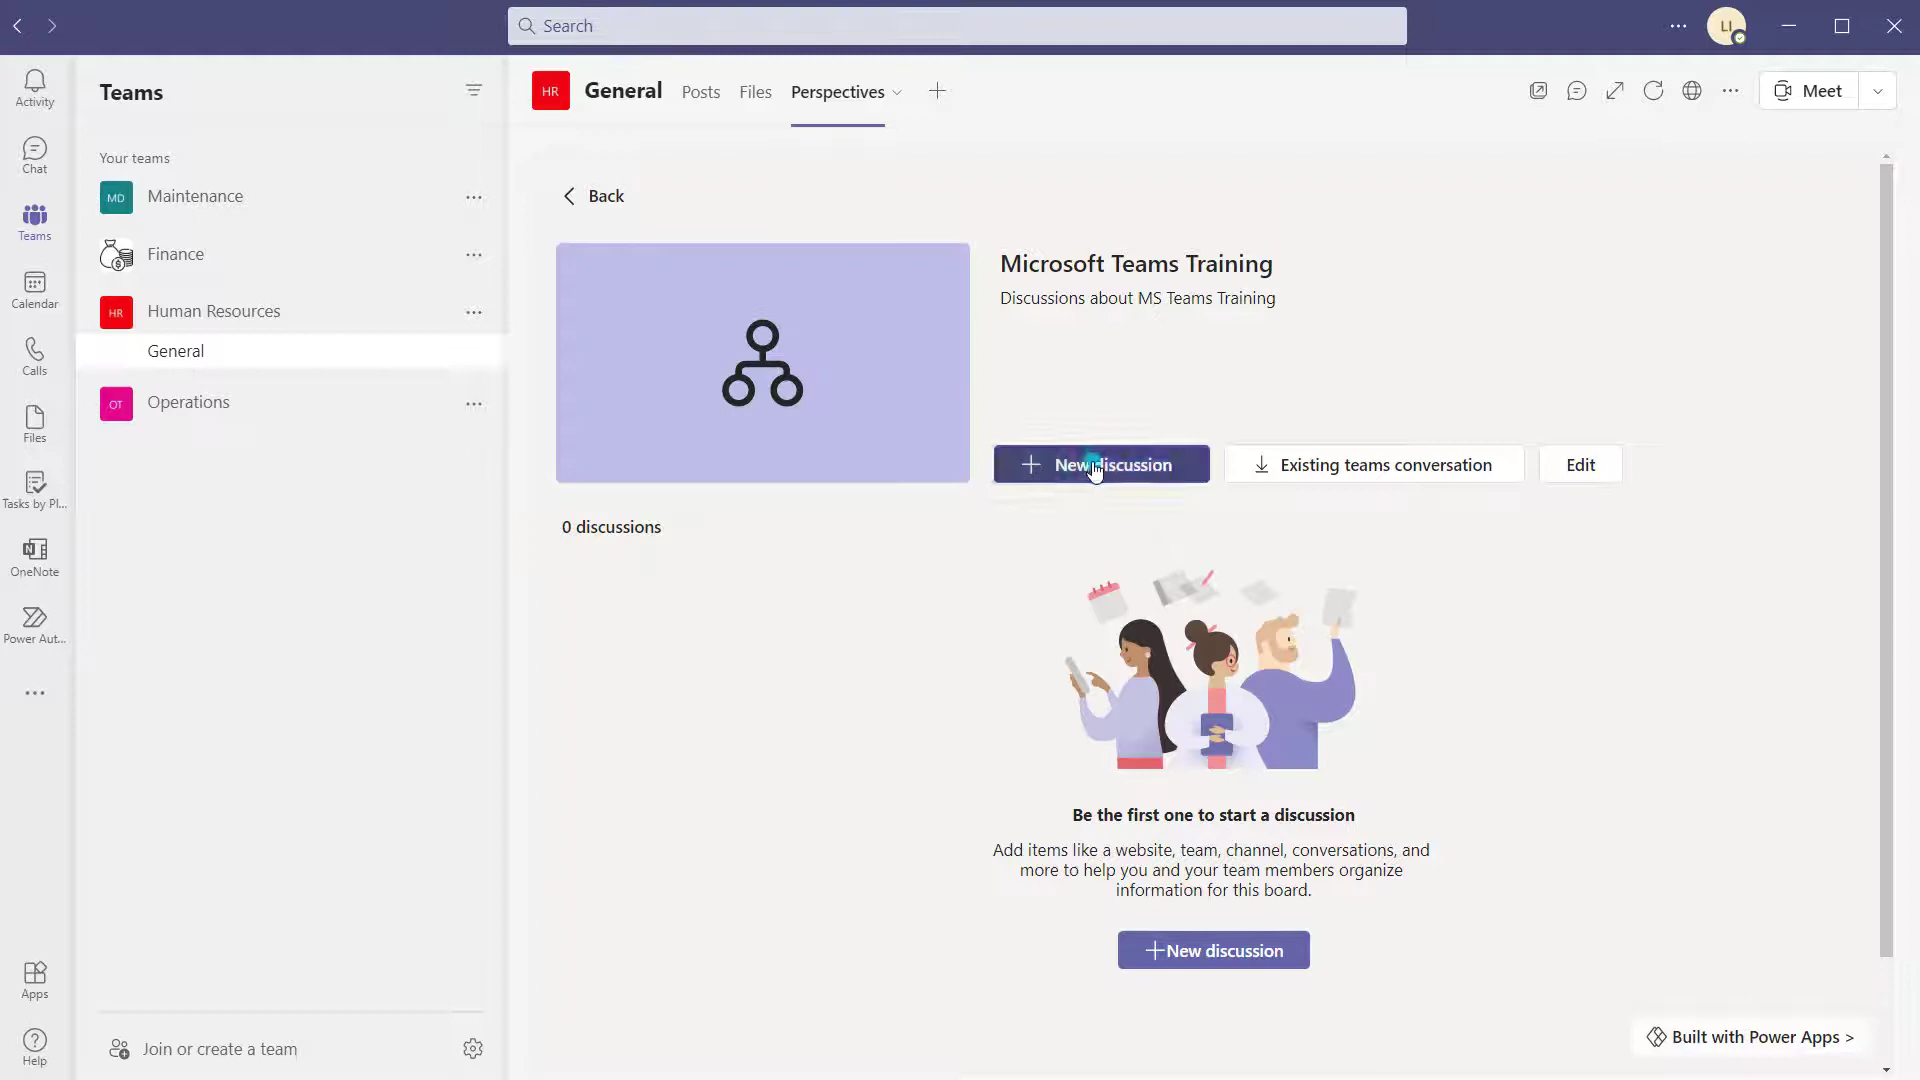 Search
LI
Activity
Chat
Teams
Calendar
Calls
Files
Tasks by Pl...
OneNote
Power Aut...
Apps
Help
Teams
Your teams
MD Maintenance
Finance
HR Human Resources
General
OT Operations
Join or create a team
HR General Posts Files Perspectives
Meet
Back
Microsoft Teams Training
Discussions about MS Teams Training
New discussion
Existing teams conversation
Edit
0 discussions
Be the first one to start a discussion
Add items like a website, team, channel, conversations, and
more to help you and your team members organize
information for this board.
New discussion
Built with Power Apps >